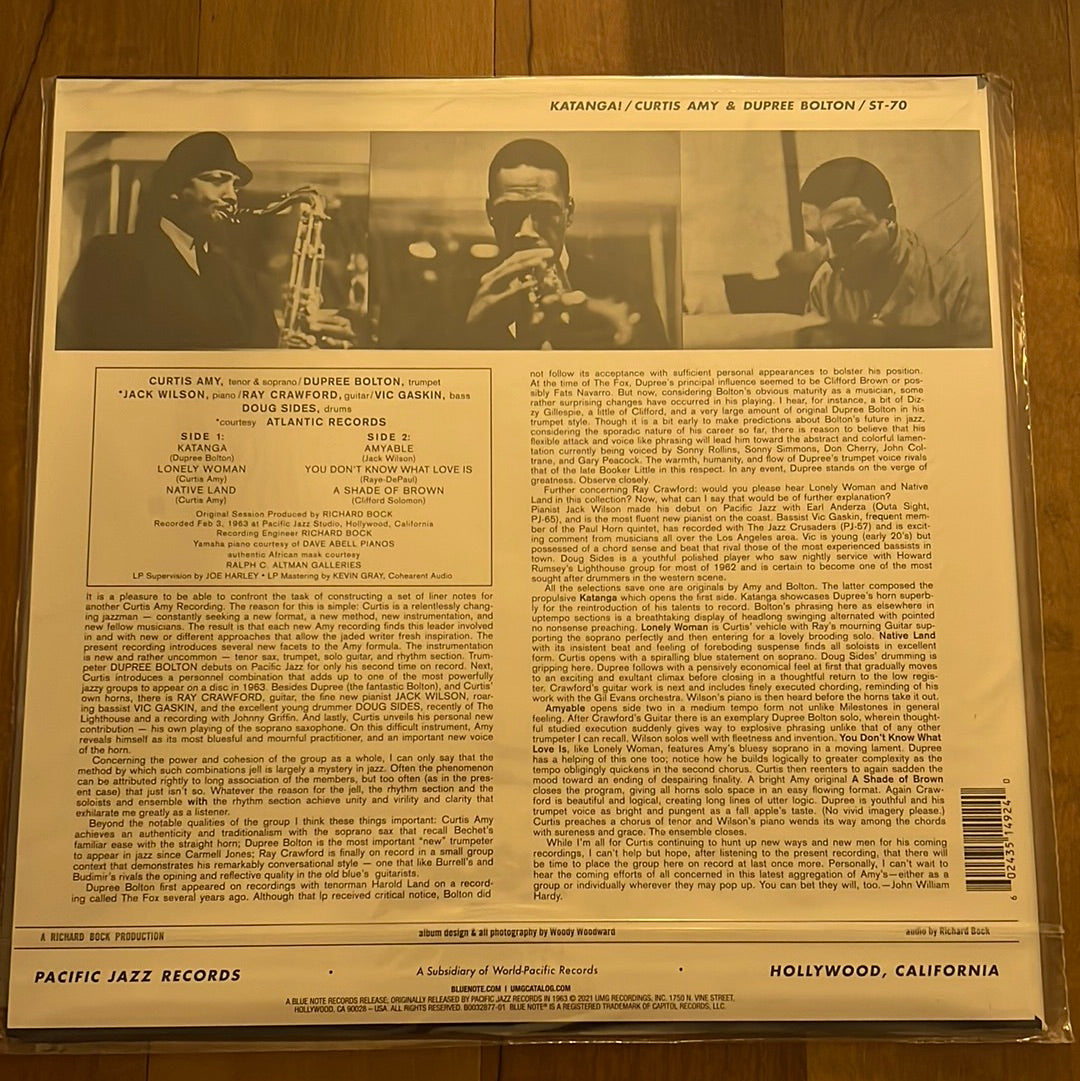 KATANGA! / CURTIS AMY & DUPREE BOLTON / ST-70
CURTIS AMY, tenor & soprano/DUPREE BOLTON, trumpet
*JACK WILSON, piano/RAY CRAWFORD, guitar/VIC GASKIN, bass
DOUG SIDES, drums
*courtesy ATLANTIC RECORDS
SIDE 1:
KATANGA
(Dupree Bolton)
LONELY WOMAN
(Curtis Amy)
NATIVE LAND
(Curtis Amy)
SIDE 2:
AMYABLE
(Jack Wilson)
YOU DON'T KNOW WHAT LOVE IS
(Raye-DePaul)
A SHADE OF BROWN
(Clifford Solomon)
Original Session Produced by RICHARD BOCK
Recorded Feb 3, 1963 at Pacific Jazz Studio, Hollywood, California
Recording Engineer RICHARD BOCK
Yamaha piano courtesy of DAVE ABELL PIANOS
authentic African mask courtesy
RALPH C. ALTMAN GALLERIES
LP Supervision by JOE HARLEY • LP Mastering by KEVIN GRAY, Cohearent Audio
It is a pleasure to be able to confront the task of constructing a set of liner notes for
another Curtis Amy Recording. The reason for this is simple: Curtis is a relentlessly chang-
ing jazzman — constantly seeking a new format, a new method, new instrumentation, and
new fellow musicians. The result is that each new Amy recording finds this leader involved
in and with new or different approaches that allow the jaded writer fresh inspiration. The
present recording introduces several new facets to the Amy formula. The instrumentation
is new and rather uncommon — tenor sax, trumpet, solo guitar, and rhythm section. Trum-
peter DUPREE BOLTON debuts on Pacific Jazz for only his second time on record. Next,
Curtis introduces a personnel combination that adds up to one of the most powerfully
jazzy groups to appear on a disc in 1963. Besides Dupree (the fantastic Bolton), and Curtis'
own horns, there is RAY CRAWFORD, guitar, the fine new pianist JACK WILSON, roar-
ing bassist VIC GASKIN, and the excellent young drummer DOUG SIDES, recently of The
Lighthouse and a recording with Johnny Griffin. And lastly, Curtis unveils his personal new
contribution — his own playing of the soprano saxophone. On this difficult instrument, Amy
reveals himself as its most bluesful and mournful practitioner, and an important new voice
of the horn.
Concerning the power and cohesion of the group as a whole, I can only say that the
method by which such combinations jell is largely a mystery in jazz. Often the phenomenon
can be attributed rightly to long association of the members, but too often (as in the pres-
ent case) that just isn't so. Whatever the reason for the jell, the rhythm section and the
soloists and ensemble with the rhythm section achieve unity and virility and clarity that
exhilarate me greatly as a listener.
Beyond the notable qualities of the group I think these things important: Curtis Amy
achieves an authenticity and traditionalism with the soprano sax that recall Bechet's
familiar ease with the straight horn; Dupree Bolton is the most important "new" trumpeter
to appear in jazz since Carmell Jones; Ray Crawford is finally on record in a small group
context that demonstrates his remarkably conversational style — one that like Burrell's and
Budimir's rivals the opining and reflective quality in the old blue's guitarists.
Dupree Bolton first appeared on recordings with tenorman Harold Land on a record-
ing called The Fox several years ago. Although that lp received critical notice, Bolton did
not follow its acceptance with sufficient personal appearances to bolster his position.
At the time of The Fox, Dupree's principal influence seemed to be Clifford Brown or pos-
sibly Fats Navarro. But now, considering Bolton's obvious maturity as a musician, some
rather surprising changes have occurred in his playing. I hear, for instance, a bit of Diz-
zy Gillespie, a little of Clifford, and a very large amount of original Dupree Bolton in his
trumpet style. Though it is a bit early to make predictions about Bolton's future in jazz,
considering the sporadic nature of his career so far, there is reason to believe that his
flexible attack and voice like phrasing will lead him toward the abstract and colorful lamen-
tation currently being voiced by Sonny Rollins, Sonny Simmons, Don Cherry, John Col-
trane, and Gary Peacock. The warmth, humanity, and flow of Dupree's trumpet voice rivals
that of the late Booker Little in this respect. In any event, Dupree stands on the verge of
greatness. Observe closely.
Further concerning Ray Crawford: would you please hear Lonely Woman and Native
Land in this collection? Now, what can I say that would be of further explanation?
Pianist Jack Wilson made his debut on Pacific Jazz with Earl Anderza (Outa Sight,
PJ-65), and is the most fluent new pianist on the coast. Bassist Vic Gaskin, frequent mem-
ber of the Paul Horn quintet, has recorded with The Jazz Crusaders (PJ-57) and is excit-
ing comment from musicians all over the Los Angeles area. Vic is young (early 20's) but
possessed of a chord sense and beat that rival those of the most experienced bassists in
town. Doug Sides is a youthful polished player who saw nightly service with Howard
Rumsey's Lighthouse group for most of 1962 and is certain to become one of the most
sought after drummers in the western scene.
All the selections save one are originals by Amy and Bolton. The latter composed the
propulsive Katanga which opens the first side. Katanga showcases Dupree's horn superb-
ly for the reintroduction of his talents to record. Bolton's phrasing here as elsewhere in
uptempo sections is a breathtaking display of headlong swinging alternated with pointed
no nonsense preaching. Lonely Woman is Curtis' vehicle with Ray's mourning Guitar sup-
porting the soprano perfectly and then entering for a lovely brooding solo. Native Land
with its insistent beat and feeling of foreboding suspense finds all soloists in excellent
form. Curtis opens with a spiralling blue statement on soprano. Doug Sides' drumming is
gripping here. Dupree follows with a pensively economical feel at first that gradually moves
to an exciting and exultant climax before closing in a thoughtful return to the low regis-
ter. Crawford's guitar work is next and includes finely executed chording, reminding of his
work with the Gil Evans orchestra. Wilson's piano is then heard before the horns take it out.
Amyable opens side two in a medium tempo form not unlike Milestones in general
feeling. After Crawford's Guitar there is an exemplary Dupree Bolton solo, wherein thought-
ful studied execution suddenly gives way to explosive phrasing unlike that of any other
trumpeter I can recall. Wilson solos well with fleetness and invention. You Don't Know What
Love Is, like Lonely Woman, features Amy's bluesy soprano in a moving lament. Dupree
has a helping of this one too; notice how he builds logically to greater complexity as the
tempo obligingly quickens in the second chorus. Curtis then reenters to again sadden the
mood toward an ending of despairing finality. A bright Amy original A Shade of Brown
closes the program, giving all horns solo space in an easy flowing format. Again Craw-
ford is beautiful and logical, creating long lines of utter logic. Dupree is youthful and his
trumpet voice as bright and pungent as a fall apple's taste. (No vivid imagery please.)
Curtis preaches a chorus of tenor and Wilson's piano wends its way among the chords
with sureness and grace. The ensemble closes.
While I'm all for Curtis continuing to hunt up new ways and new men for his coming
recordings, I can't help but hope, after listening to the present recording, that there will
be time to place the group here on record at last once more. Personally, I can't wait to
hear the coming efforts of all concerned in this latest aggregation of Amy's—either as a
group or individually wherever they may pop up. You can bet they will, too.—John William
Hardy.
6 02435 14924 0
A RICHARD BOCK PRODUCTION
album design & all photography by Woody Woodward
audio by Richard Bock
PACIFIC JAZZ RECORDS • A Subsidiary of World-Pacific Records • HOLLYWOOD, CALIFORNIA
BLUENOTE.COM | UMGCATALOG.COM
A BLUE NOTE RECORDS RELEASE; ORIGINALLY RELEASED BY PACIFIC JAZZ RECORDS IN 1963 © 2021 UMG RECORDINGS, INC. 1750 N. VINE STREET,
HOLLYWOOD, CA 90028 – USA. ALL RIGHTS RESERVED. B0032877-01 BLUE NOTE® IS A REGISTERED TRADEMARK OF CAPITOL RECORDS, LLC.